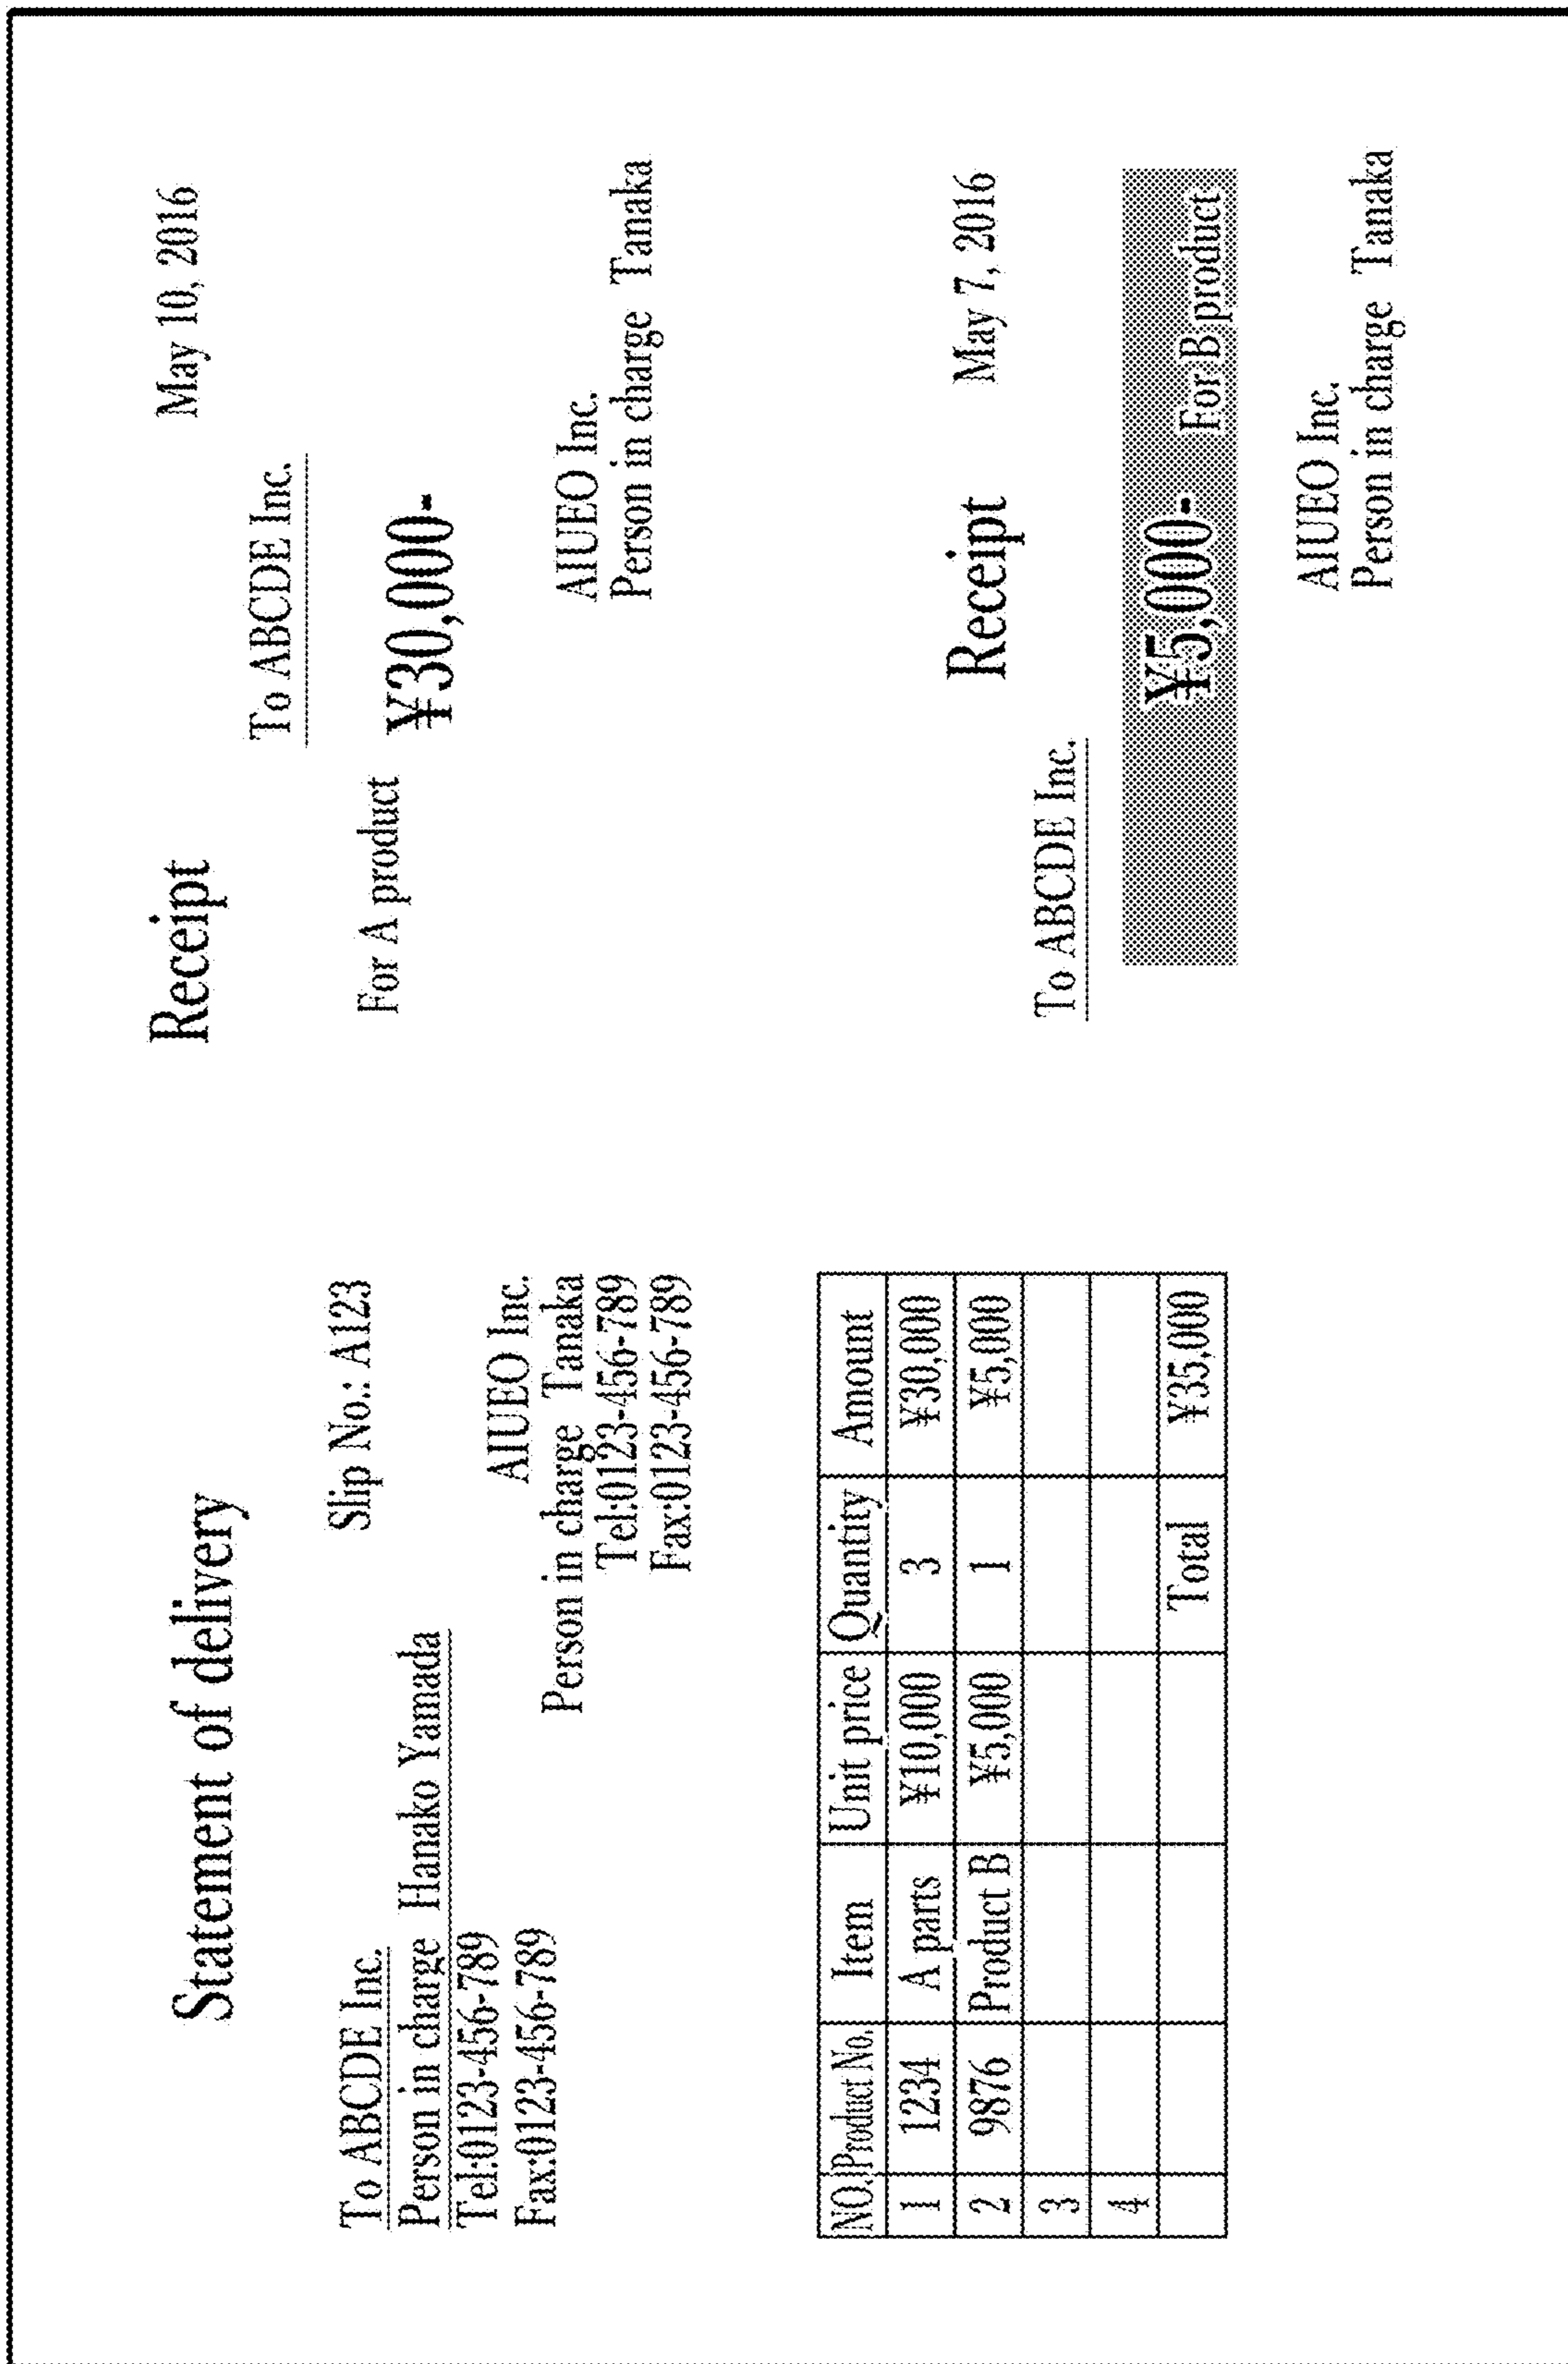 Statement of delivery
Slip No.: A123
To ABCDE Inc.
Person in charge Hanako Yamada
Tel:0123-456-789
Fax:0123-456-789
AIUEO Inc.
Person in charge Tanaka
Tel:0123-456-789
Fax:0123-456-789
NO. Product No. Item Unit price Quantity Amount
1 1234 A parts ¥10,000 3 ¥30,000
2 9876 Product B ¥5,000 1 ¥5,000
3
4
Total ¥35,000
Receipt
May 10, 2016
To ABCDE Inc.
For A product ¥30,000-
AIUEO Inc.
Person in charge Tanaka
Receipt
May 7, 2016
To ABCDE Inc.
¥5,000-
For B product
AIUEO Inc.
Person in charge Tanaka